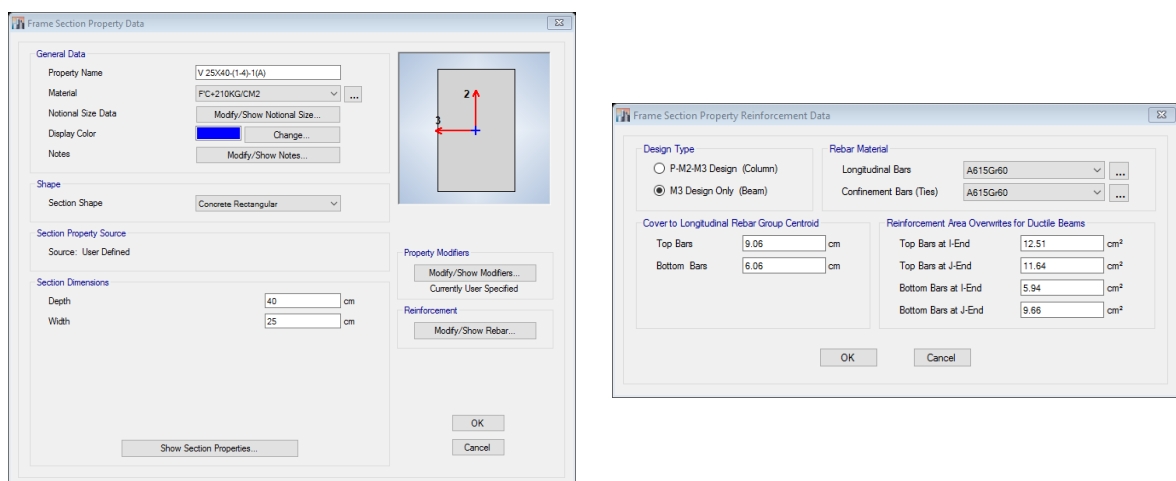 Frame Section Property Data
General Data
Property Name V 25X40-(1-4)-1(A)
Material F'C+210KG/CM2 ...
Notional Size Data Modify/Show Notional Size...
Display Color Change...
Notes Modify/Show Notes...
Shape
Section Shape Concrete Rectangular
Section Property Source
Source: User Defined
Section Dimensions
Depth 40 cm
Width 25 cm
Show Section Properties...
2
3
Property Modifiers
Modify/Show Modifiers...
Currently User Specified
Reinforcement
Modify/Show Rebar...
OK
Cancel
Frame Section Property Reinforcement Data
Design Type
P-M2-M3 Design (Column)
M3 Design Only (Beam)
Rebar Material
Longitudinal Bars A615Gr60 ...
Confinement Bars (Ties) A615Gr60 ...
Cover to Longitudinal Rebar Group Centroid
Top Bars 9.06 cm
Bottom Bars 6.06 cm
Reinforcement Area Overwrites for Ductile Beams
Top Bars at I-End 12.51 cm²
Top Bars at J-End 11.64 cm²
Bottom Bars at I-End 5.94 cm²
Bottom Bars at J-End 9.66 cm²
OK Cancel